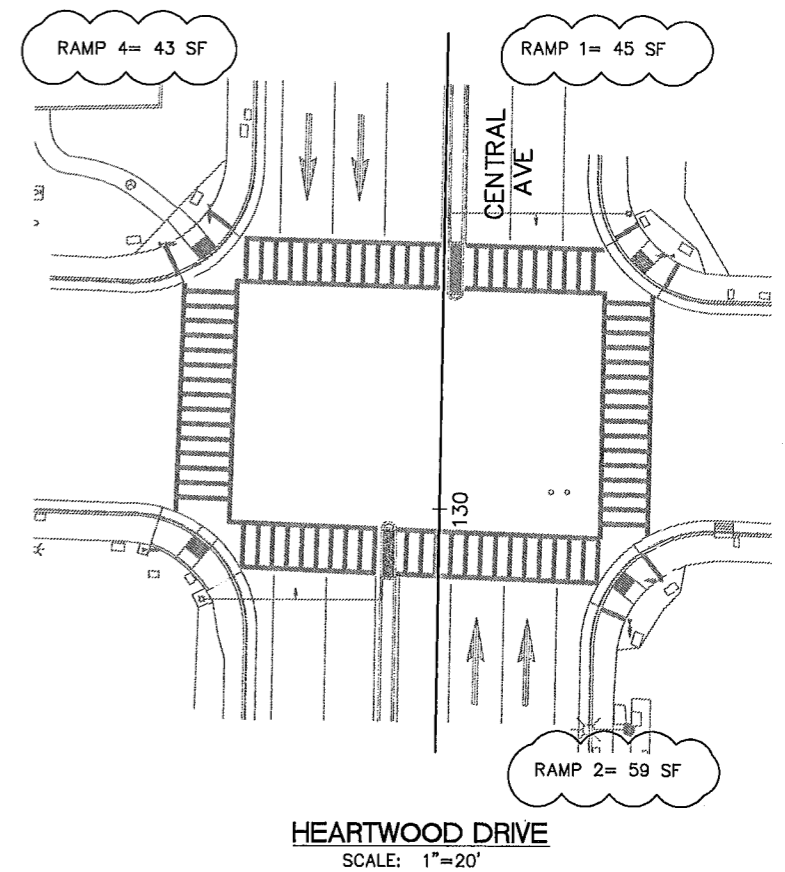 RAMP 4= 43 SF
RAMP 1= 45 SF
CENTRAL
AVE
130
RAMP 2= 59 SF
HEARTWOOD DRIVE
SCALE: 1"=20'